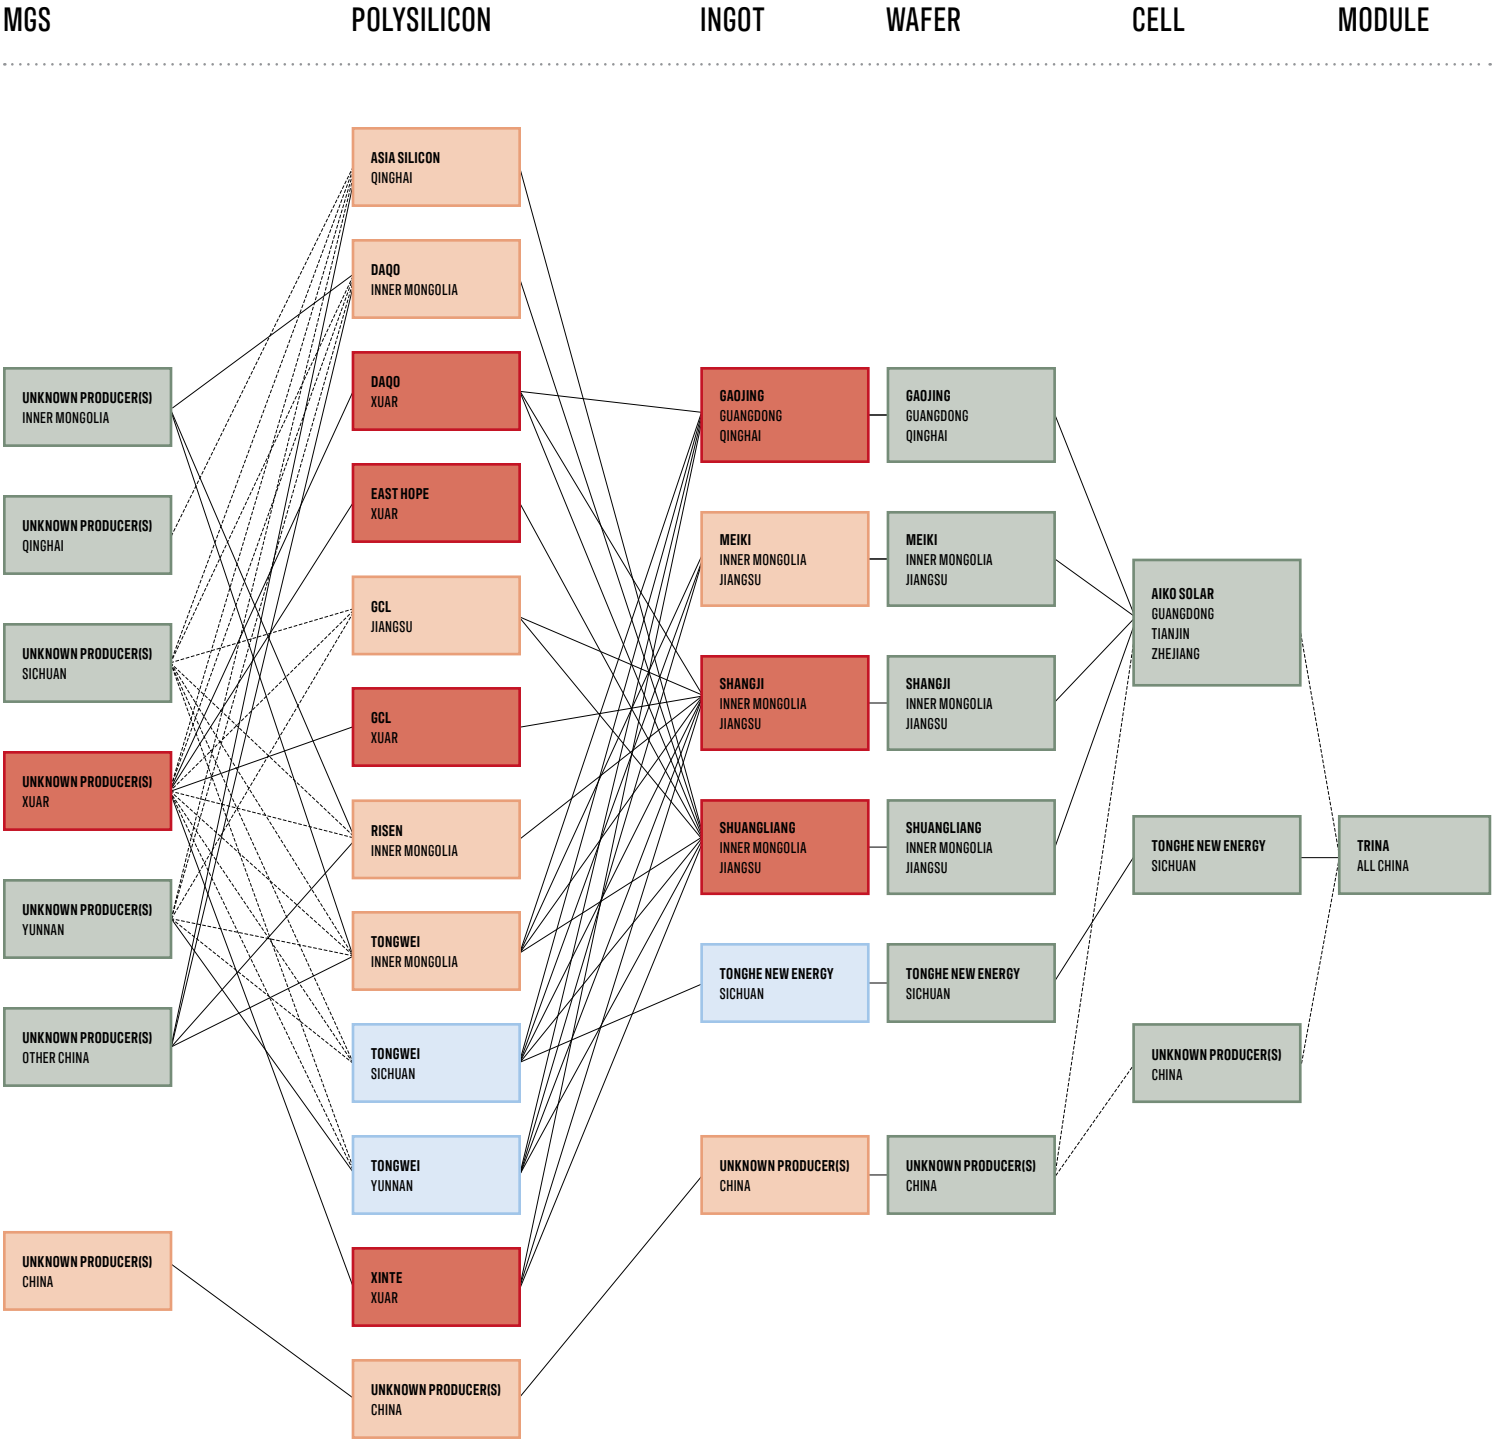 MGS
POLYSILICON
INGOT
WAFER
CELL
MODULE
UNKNOWN PRODUCER(S)
INNER MONGOLIA
UNKNOWN PRODUCER(S)
QINGHAI
UNKNOWN PRODUCER(S)
SICHUAN
UNKNOWN PRODUCER(S)
XUAR
UNKNOWN PRODUCER(S)
YUNNAN
UNKNOWN PRODUCER(S)
OTHER CHINA
UNKNOWN PRODUCER(S)
CHINA
ASIA SILICON
QINGHAI
DAQO
INNER MONGOLIA
DAQO
XUAR
EAST HOPE
XUAR
GCL
JIANGSU
GCL
XUAR
RISEN
INNER MONGOLIA
TONGWEI
INNER MONGOLIA
TONGWEI
SICHUAN
TONGWEI
YUNNAN
XINTE
XUAR
UNKNOWN PRODUCER(S)
CHINA
GAOJING
GUANGDONG
QINGHAI
MEIKI
INNER MONGOLIA
JIANGSU
SHANGJI
INNER MONGOLIA
JIANGSU
SHUANGLIANG
INNER MONGOLIA
JIANGSU
TONGHE NEW ENERGY
SICHUAN
UNKNOWN PRODUCER(S)
CHINA
GAOJING
GUANGDONG
QINGHAI
MEIKI
INNER MONGOLIA
JIANGSU
SHANGJI
INNER MONGOLIA
JIANGSU
SHUANGLIANG
INNER MONGOLIA
JIANGSU
TONGHE NEW ENERGY
SICHUAN
UNKNOWN PRODUCER(S)
CHINA
AIKO SOLAR
GUANGDONG
TIANJIN
ZHEJIANG
TONGHE NEW ENERGY
SICHUAN
UNKNOWN PRODUCER(S)
CHINA
TRINA
ALL CHINA